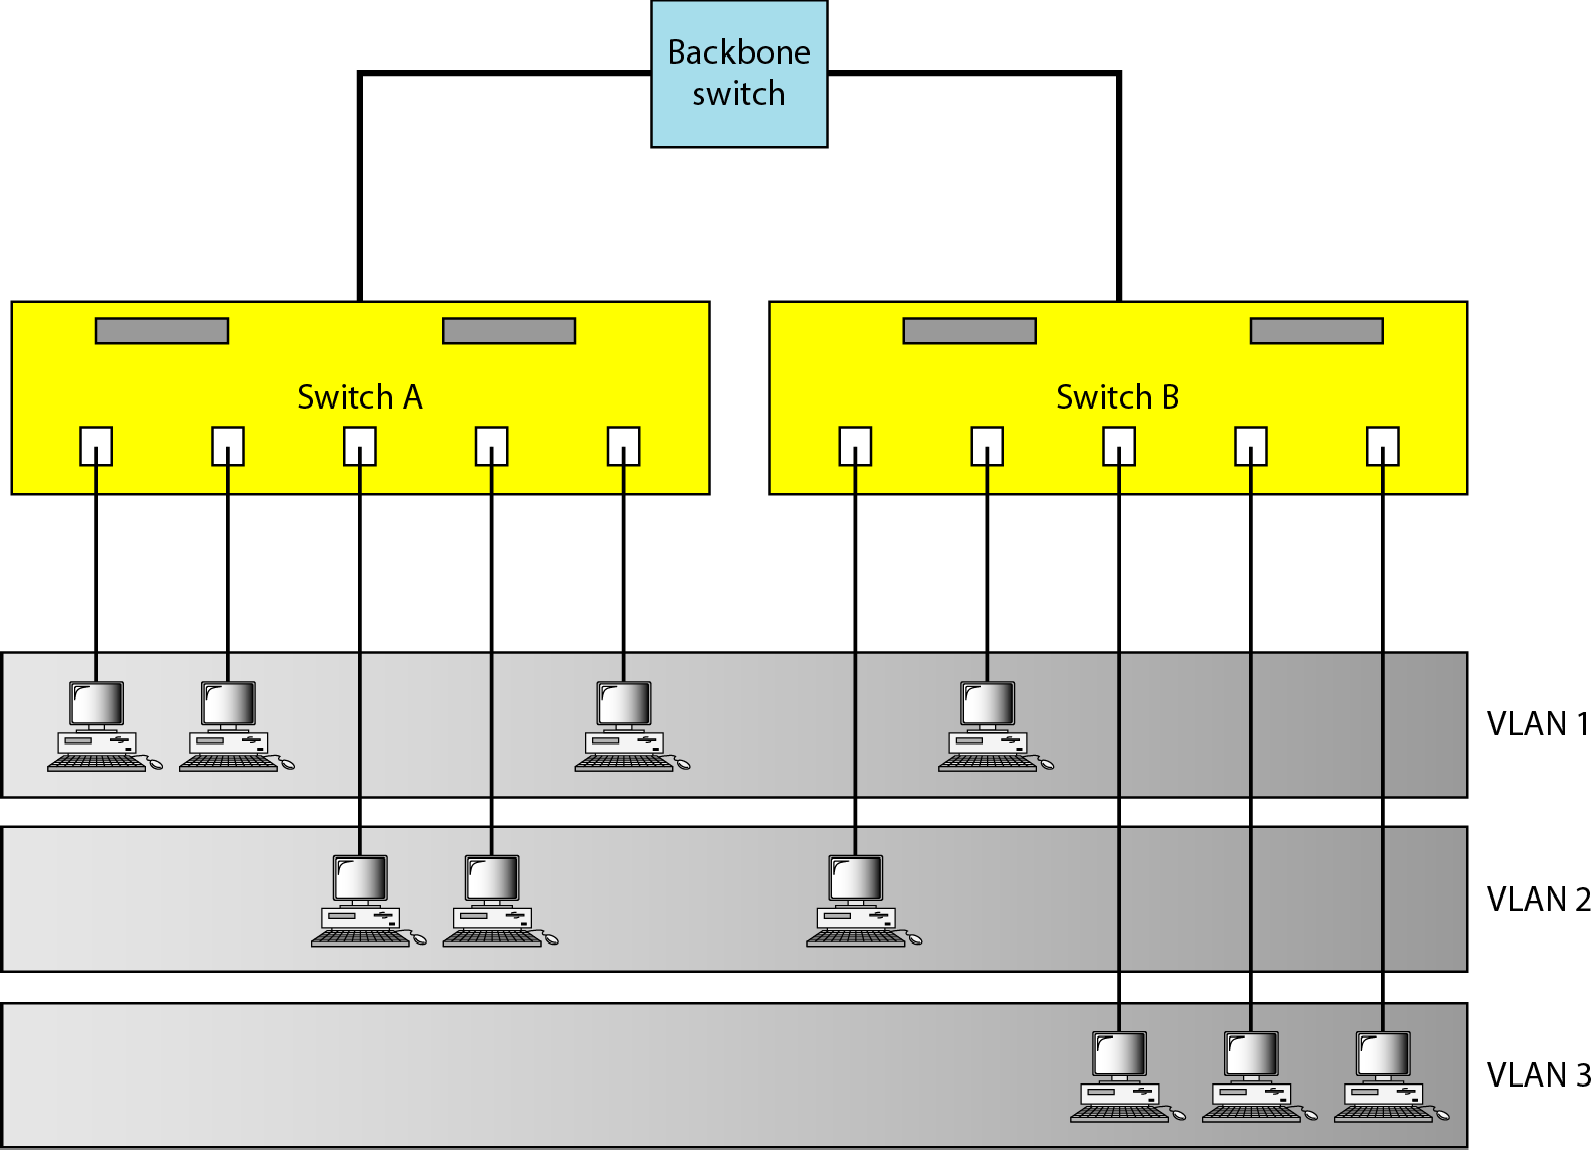 Backbone
switch
Switch A
Switch B
VLAN 1
VLAN 2
VLAN 3